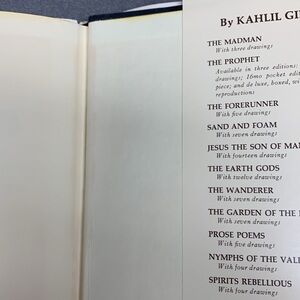 By KAHLIL GI
THE MADMAN
With three drawings
THE PROPHET
Available in three editions:
drawings; 16mo pocket edit
piece; and de luxe, boxed, wi
reproductions
THE FORERUNNER
With five drawings
SAND AND FOAM
With seven drawings
JESUS THE SON OF MA
With fourteen drawings
THE EARTH GODS
With twelve drawings
THE WANDERER
With seven drawings
THE GARDEN OF THE
With seven drawings
PROSE POEMS
With five drawings
NYMPHS OF THE VAL
With four drawings
SPIRITS REBELLIOUS
With four drawings